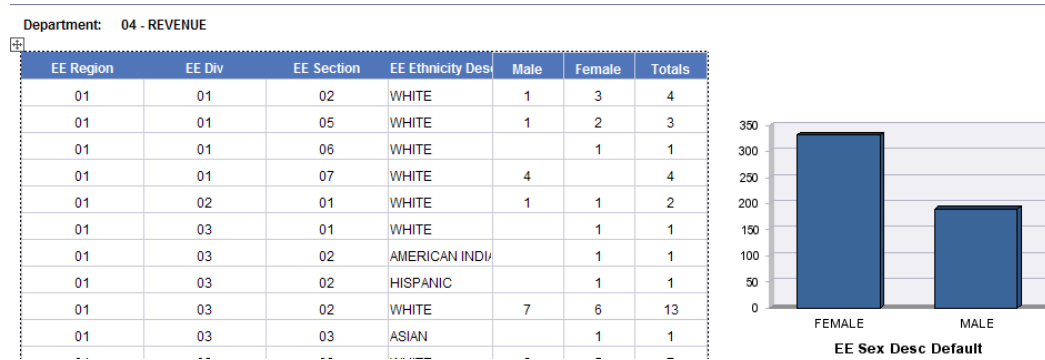 Department: 04 - REVENUE
EE Region EE Div EE Section EE Ethnicity Desc Male Female Totals
01 01 02 WHITE 1 3 4
01 01 05 WHITE 1 2 3
01 01 06 WHITE 1 1
01 01 07 WHITE 4 4
01 02 01 WHITE 1 1 2
01 03 01 WHITE 1 1
01 03 02 AMERICAN INDI
01 03 02 HISPANIC 1 1
01 03 02 WHITE 7 6 13
01 03 03 ASIAN 1 1
350
300
250
200
150
100
50
0
FEMALE MALE
EE Sex Desc Default